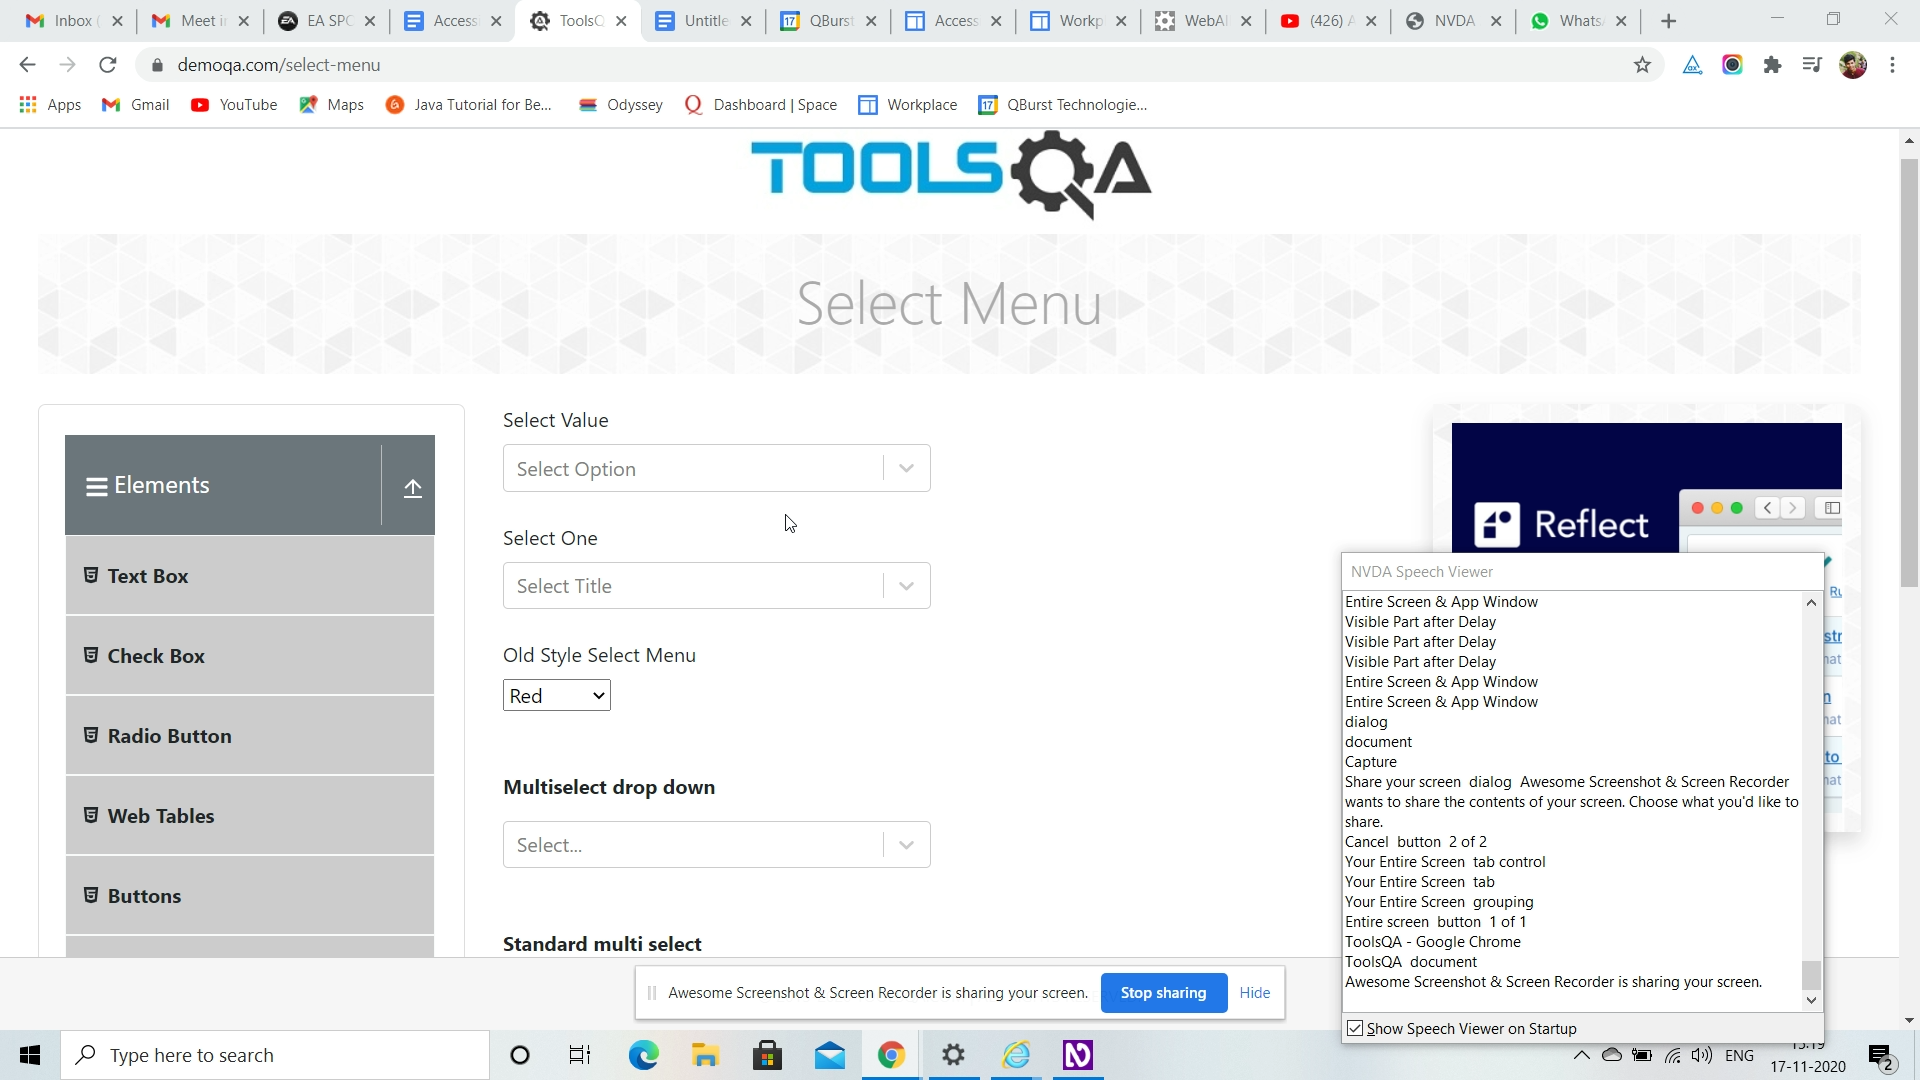 Inbox (
Meet i
EA SPO
Access
ToolsQ
Untitle
QBurst
Access
Workp
WebAI
(426) A
NVDA
Whats
demoqa.com/select-menu
Apps
Gmail
YouTube
Maps
Java Tutorial for Be...
Odyssey
Dashboard | Space
Workplace
QBurst Technologie...
TOOLSQA
Select Menu
Elements
Text Box
Check Box
Radio Button
Web Tables
Buttons
Select Value
Select Option
Select One
Select Title
Old Style Select Menu
Red
Multiselect drop down
Select...
Standard multi select
Reflect
NVDA Speech Viewer
Entire Screen & App Window
Visible Part after Delay
Visible Part after Delay
Visible Part after Delay
Entire Screen & App Window
Entire Screen & App Window
dialog
document
Capture
Share your screen dialog Awesome Screenshot & Screen Recorder
wants to share the contents of your screen. Choose what you'd like to
share.
Cancel button 2 of 2
Your Entire Screen tab control
Your Entire Screen tab
Your Entire Screen grouping
Entire screen button 1 of 1
ToolsQA - Google Chrome
ToolsQA document
Awesome Screenshot & Screen Recorder is sharing your screen.
Show Speech Viewer on Startup
Awesome Screenshot & Screen Recorder is sharing your screen.
Stop sharing
Hide
Type here to search
ENG
15:19
17-11-2020
2